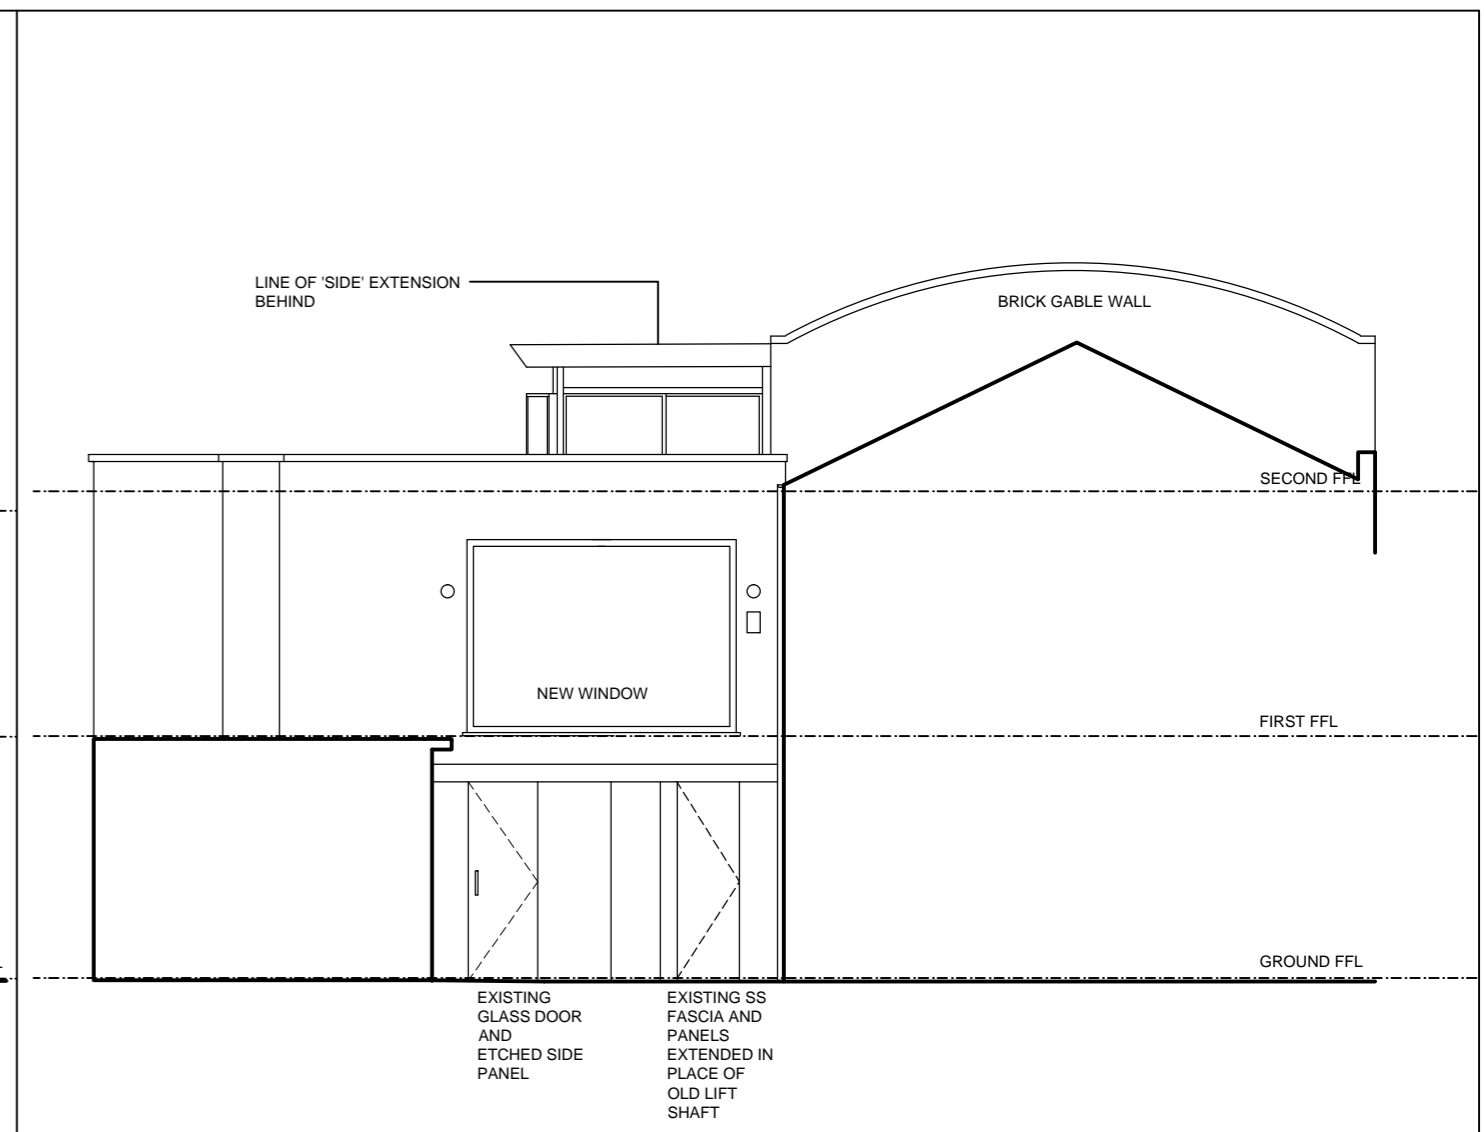 LINE OF 'SIDE' EXTENSION
BEHIND
BRICK GABLE WALL
SECOND FFL
NEW WINDOW
FIRST FFL
GROUND FFL
EXISTING
GLASS DOOR
AND
ETCHED SIDE
PANEL
EXISTING SS
FASCIA AND
PANELS
EXTENDED IN
PLACE OF
OLD LIFT
SHAFT